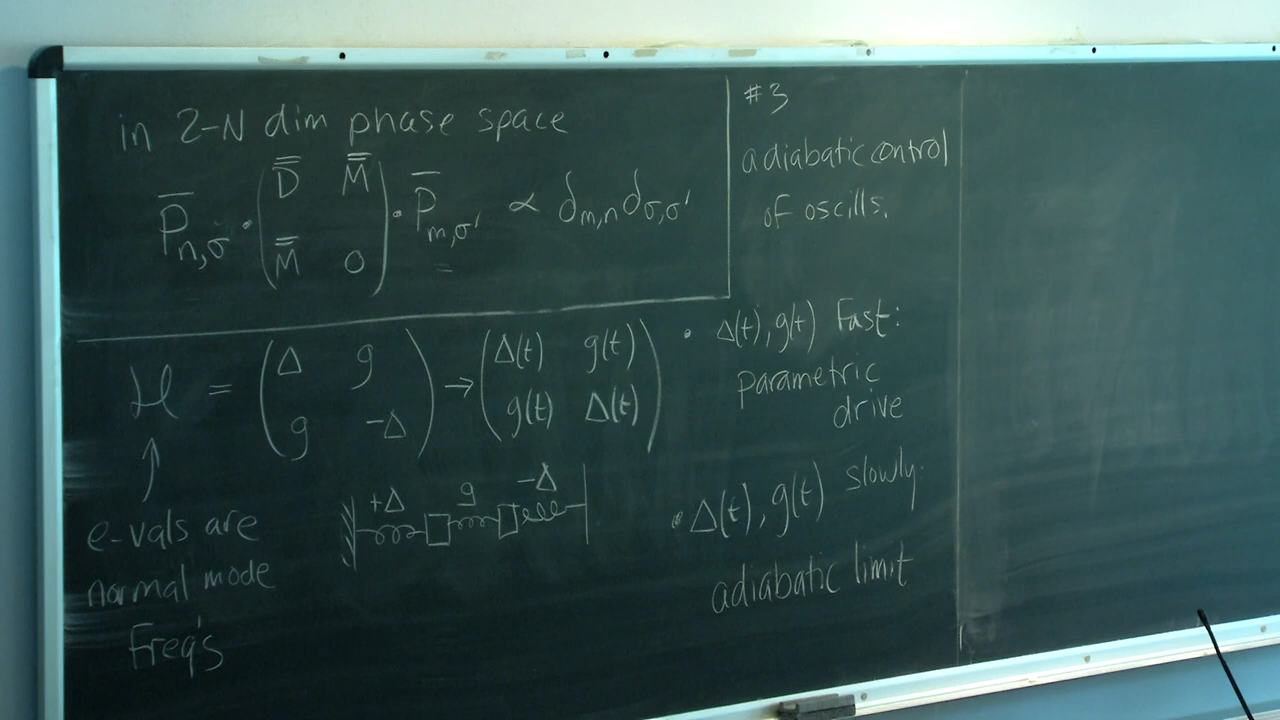 in 2-N dim phase space
P̅n,σ · ( D̿ M̿ ; M̿ 0 ) · P̅m,σ' ∝ δm,n δσ,σ'
#3
adiabatic control
of oscills.
H = ( Δ g ; g -Δ ) → ( Δ(t) g(t) ; g(t) Δ(t) )
↑
e-vals are
normal mode
Freq's
+Δ g -Δ
• Δ(t), g(t) Fast:
parametric
drive
• Δ(t), g(t) slowly.
adiabatic limit